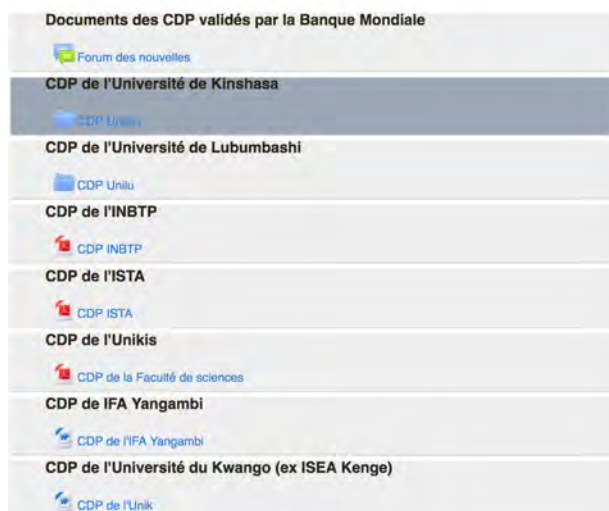 Documents des CDP validés par la Banque Mondiale
Forum des nouvelles
CDP de l'Université de Kinshasa
CDP
CDP de l'Université de Lubumbashi
CDP Unilu
CDP de l'INBTP
CDP INBTP
CDP de l'ISTA
CDP ISTA
CDP de l'Unikis
CDP de la Faculté de sciences
CDP de IFA Yangambi
CDP de l'IFA Yangambi
CDP de l'Université du Kwango (ex ISEA Kenge)
CDP de l'Unik